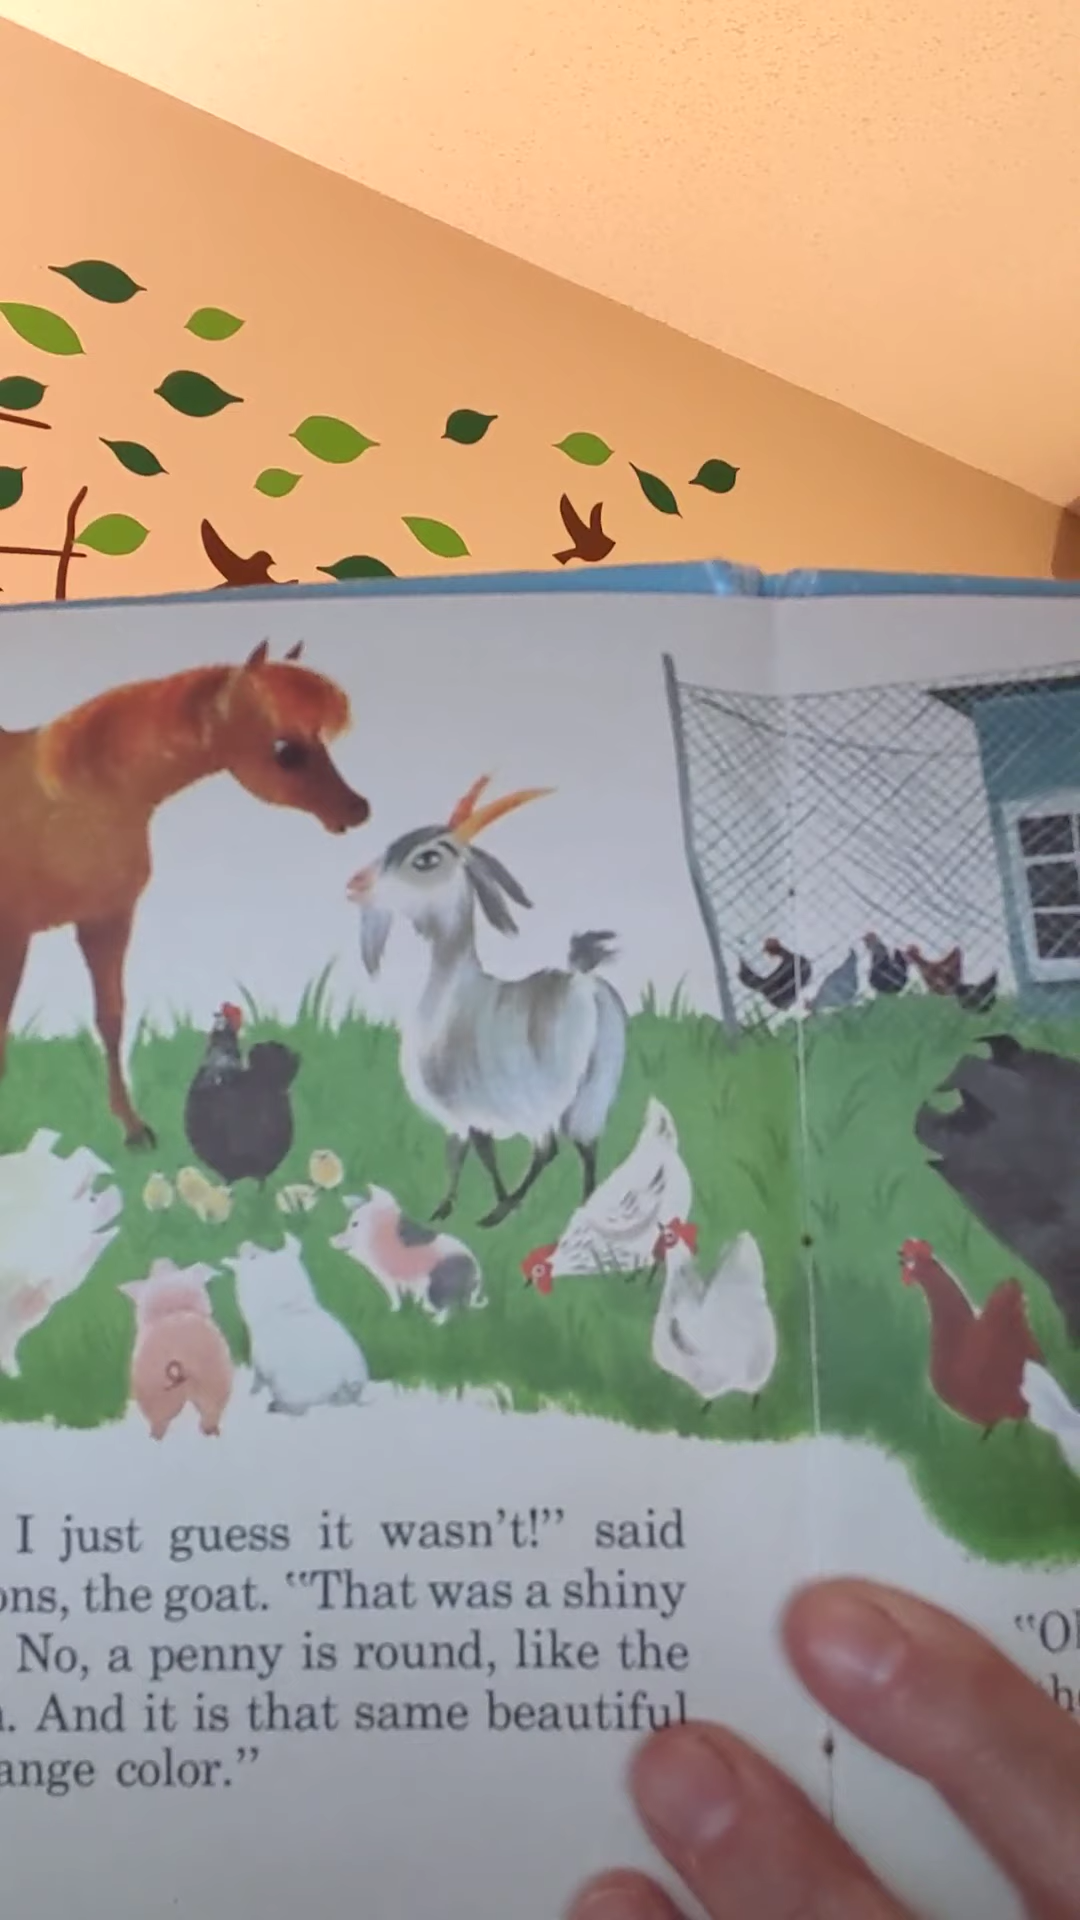 I just guess it wasn't!" said
ons, the goat. "That was a shiny
No, a penny is round, like the
. And it is that same beautiful
ange color."
"Ol